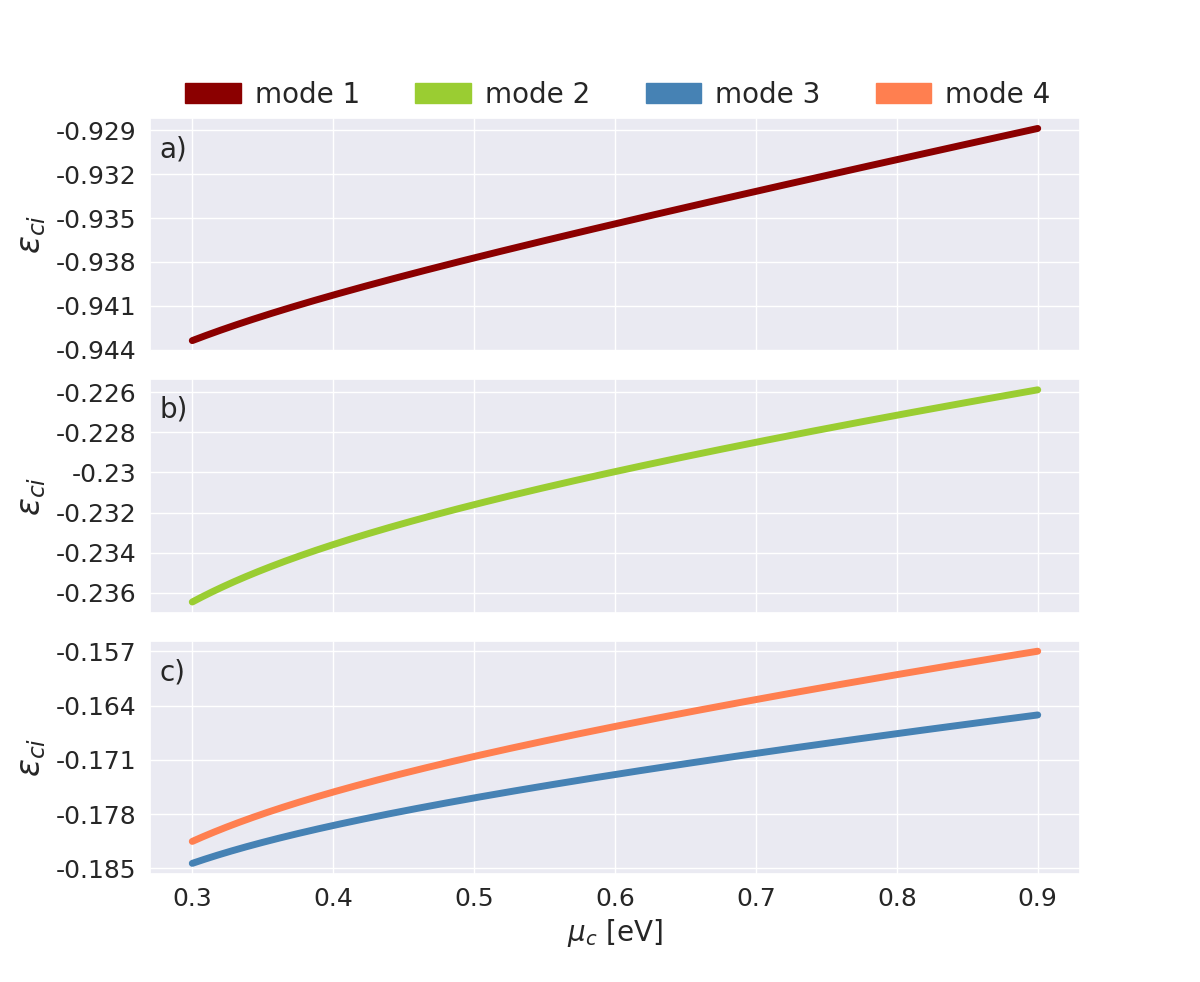 mode 1 mode 2 mode 3 mode 4
a)
εci
-0.929
-0.932
-0.935
-0.938
-0.941
-0.944
b)
εci
-0.226
-0.228
-0.23
-0.232
-0.234
-0.236
c)
εci
-0.157
-0.164
-0.171
-0.178
-0.185
0.3 0.4 0.5 0.6 0.7 0.8 0.9
μc [eV]